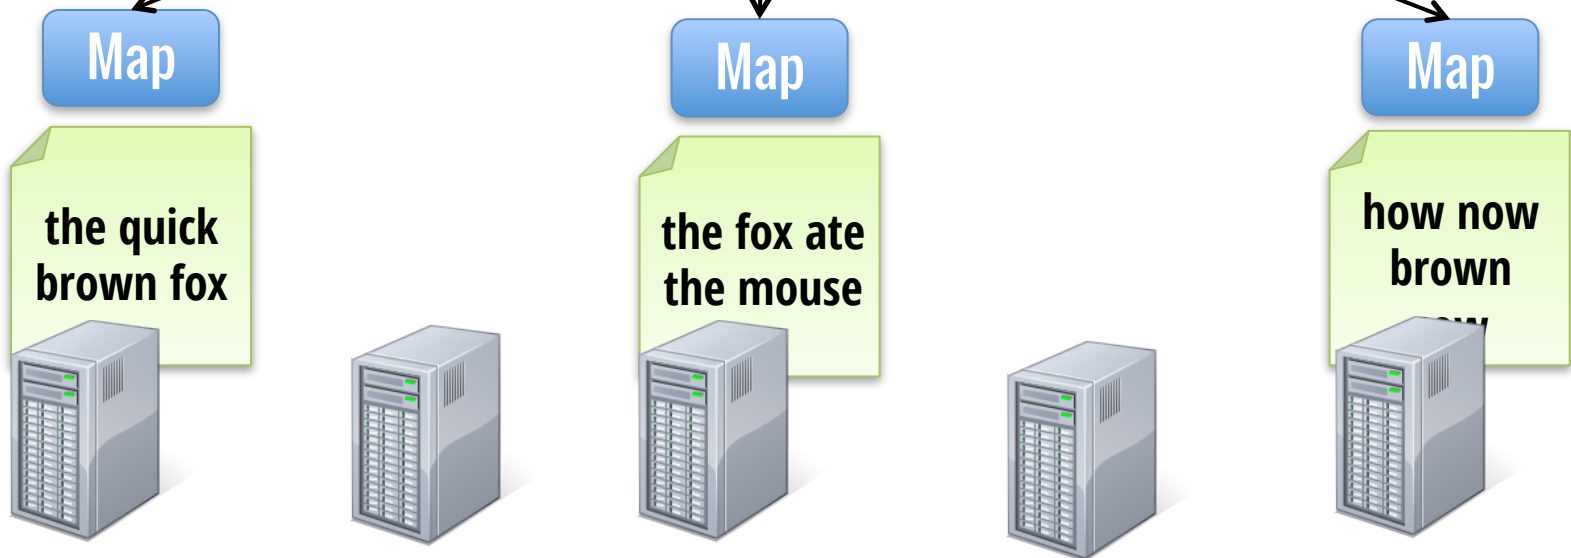 Map
Map
Map
the quick
brown fox
the fox ate
the mouse
how now
brown